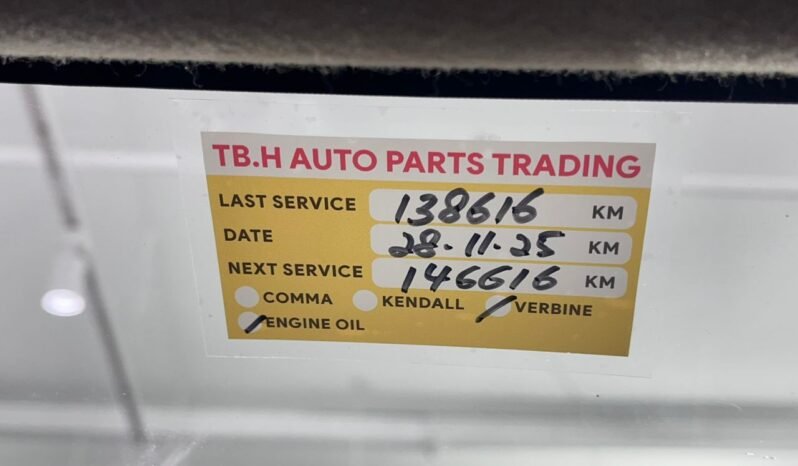 TB.H AUTO PARTS TRADING
LAST SERVICE 138616 KM
DATE 28-11-25 KM
NEXT SERVICE 146616 KM
COMMA KENDALL VERBINE
ENGINE OIL